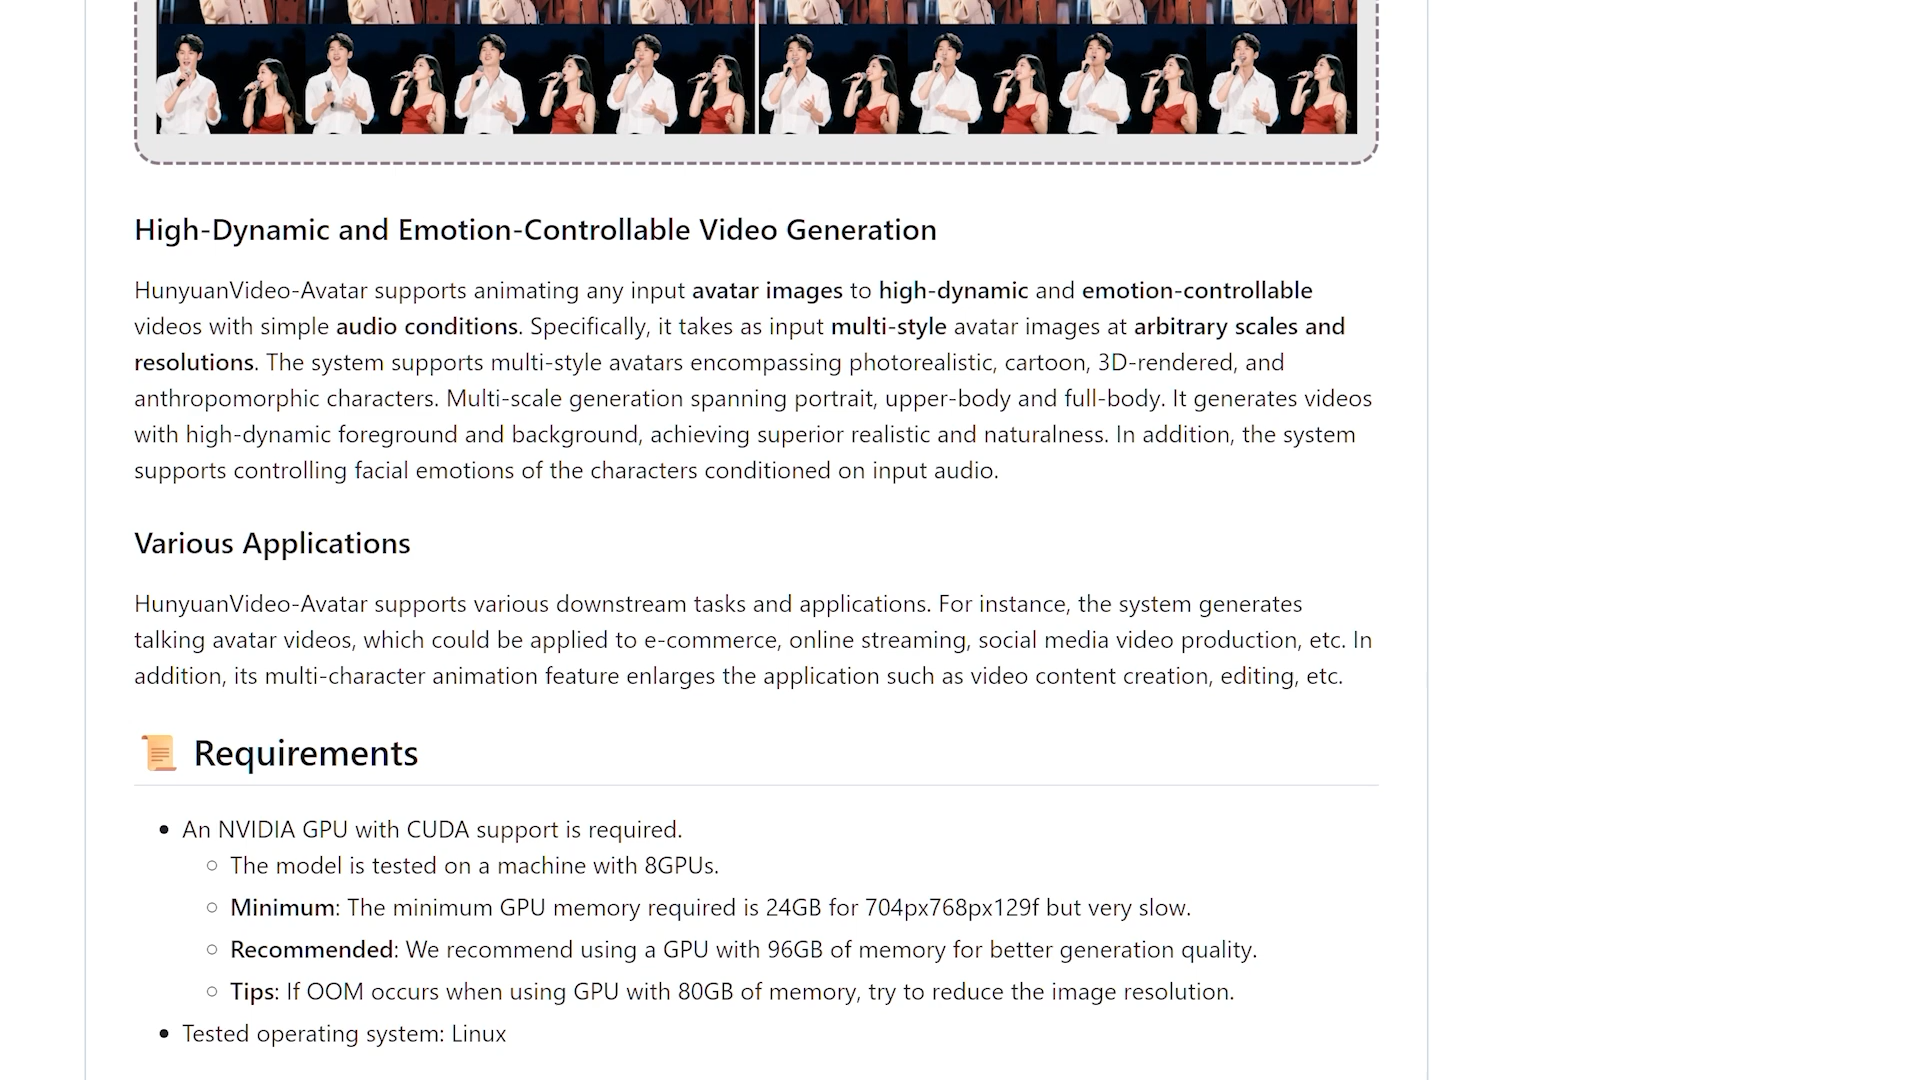 High-Dynamic and Emotion-Controllable Video Generation
HunyuanVideo-Avatar supports animating any input avatar images to high-dynamic and emotion-controllable
videos with simple audio conditions. Specifically, it takes as input multi-style avatar images at arbitrary scales and
resolutions. The system supports multi-style avatars encompassing photorealistic, cartoon, 3D-rendered, and
anthropomorphic characters. Multi-scale generation spanning portrait, upper-body and full-body. It generates videos
with high-dynamic foreground and background, achieving superior realistic and naturalness. In addition, the system
supports controlling facial emotions of the characters conditioned on input audio.
Various Applications
HunyuanVideo-Avatar supports various downstream tasks and applications. For instance, the system generates
talking avatar videos, which could be applied to e-commerce, online streaming, social media video production, etc. In
addition, its multi-character animation feature enlarges the application such as video content creation, editing, etc.
📜 Requirements
• An NVIDIA GPU with CUDA support is required.
○ The model is tested on a machine with 8GPUs.
○ Minimum: The minimum GPU memory required is 24GB for 704px768px129f but very slow.
○ Recommended: We recommend using a GPU with 96GB of memory for better generation quality.
○ Tips: If OOM occurs when using GPU with 80GB of memory, try to reduce the image resolution.
• Tested operating system: Linux